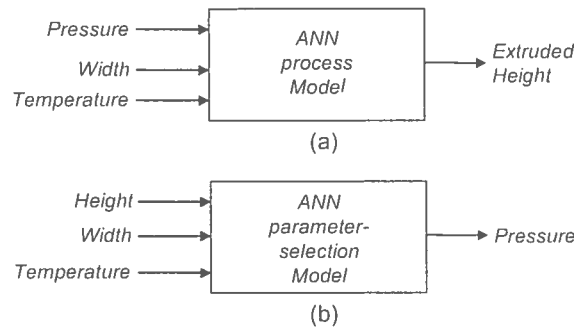 Pressure
Width
Temperature
ANN
process
Model
Extruded
Height
(a)
Height
Width
Temperature
ANN
parameter-
selection
Model
Pressure
(b)